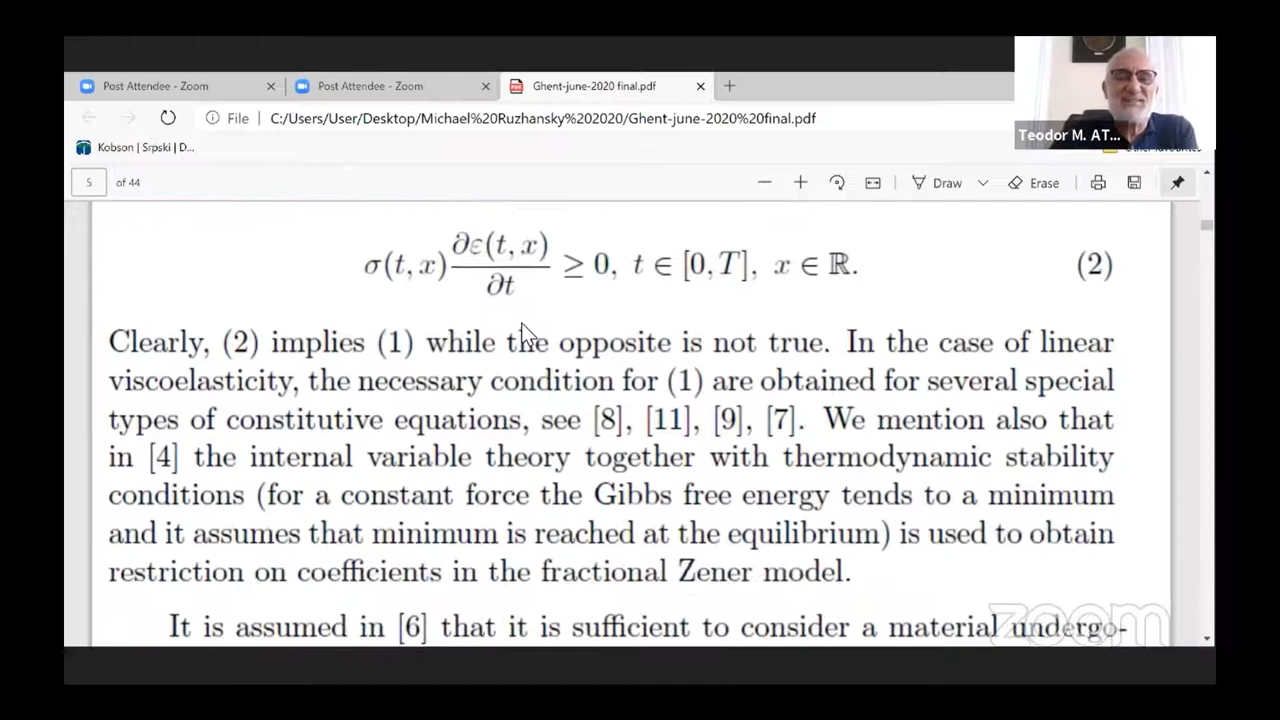 Post Attendee - Zoom
Post Attendee - Zoom
Ghent-june-2020 final.pdf
File C:/Users/User/Desktop/Michael%20Ruzhansky%202020/Ghent-june-2020%20final.pdf
Teodor M. AT...
Kobson | Srpski | D...
5 of 44
Draw
Erase
σ(t, x) ∂ε(t, x)/∂t ≥ 0, t ∈ [0, T], x ∈ ℝ. (2)
Clearly, (2) implies (1) while the opposite is not true. In the case of linear
viscoelasticity, the necessary condition for (1) are obtained for several special
types of constitutive equations, see [8], [11], [9], [7]. We mention also that
in [4] the internal variable theory together with thermodynamic stability
conditions (for a constant force the Gibbs free energy tends to a minimum
and it assumes that minimum is reached at the equilibrium) is used to obtain
restriction on coefficients in the fractional Zener model.
It is assumed in [6] that it is sufficient to consider a material undergo-
zoom